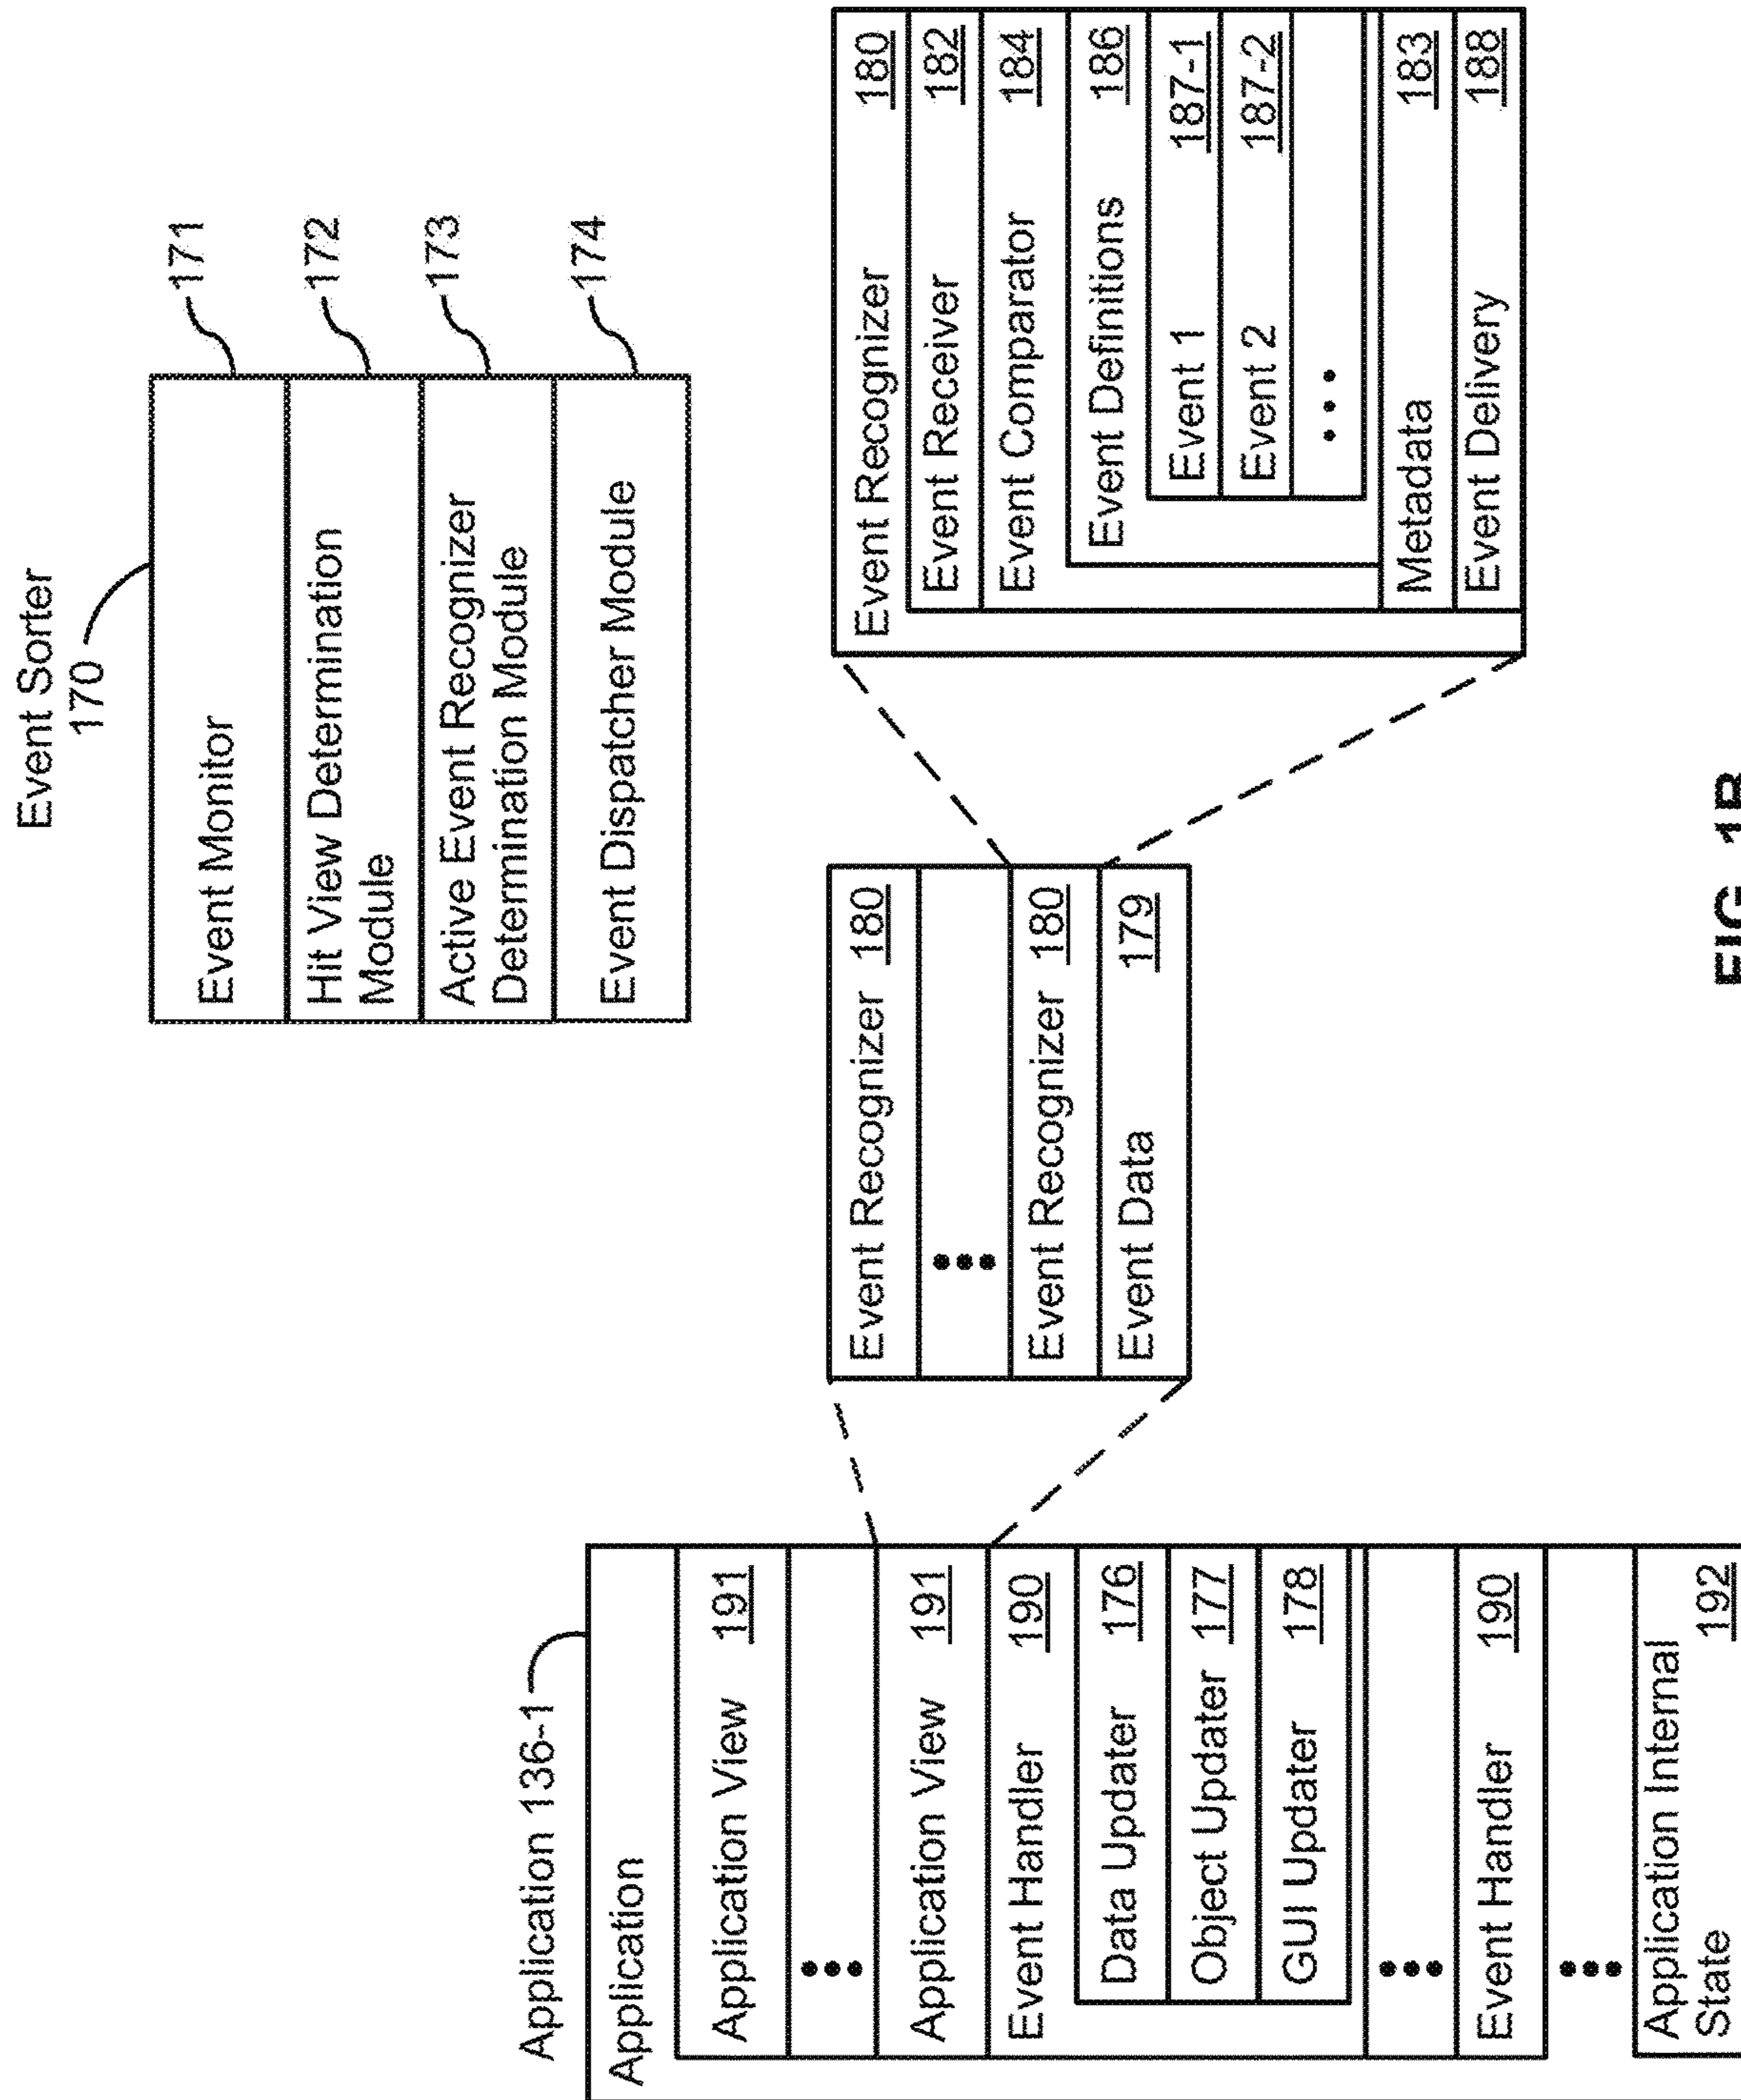 Event Sorter
170
Event Monitor
171
Hit View Determination
Module
172
Active Event Recognizer
Determination Module
173
Event Dispatcher Module
174
Application 136-1
Application
Application View 191
Application View 191
Event Handler 190
Data Updater 176
Object Updater 177
GUI Updater 178
Event Handler 190
Application Internal
State 192
Event Recognizer 180
Event Recognizer 180
Event Data 179
Event Recognizer 180
Event Receiver 182
Event Comparator 184
Event Definitions 186
Event 1 187-1
Event 2 187-2
Metadata 183
Event Delivery 188
FIG. 1B